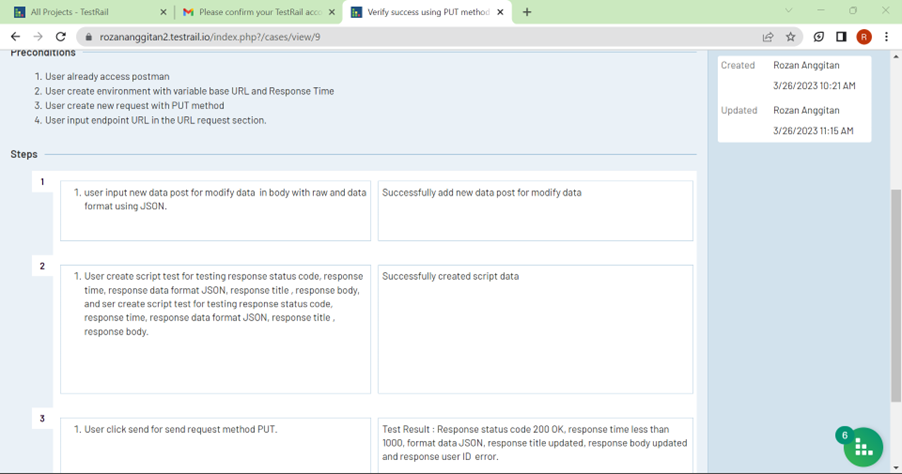 All Projects - TestRail
Please confirm your TestRail acc
Verify success using PUT method
rozananggitan2.testrail.io/index.php?/cases/view/9
R
Preconditions
1. User already access postman
2. User create environment with variable base URL and Response Time
3. User create new request with PUT method
4. User input endpoint URL in the URL request section.
Created Rozan Anggitan
3/26/2023 10:21 AM
Updated Rozan Anggitan
3/26/2023 11:15 AM
Steps
1
1. user input new data post for modify data in body with raw and data
format using JSON.
Successfully add new data post for modify data
2
1. User create script test for testing response status code, response
time, response data format JSON, response title , response body,
and ser create script test for testing response status code,
response time, response data format JSON, response title ,
response body.
Successfully created script data
3
1. User click send for send request method PUT.
Test Result : Response status code 200 OK, response time less than
1000, format data JSON, response title updated, response body updated
and response user ID error.
6